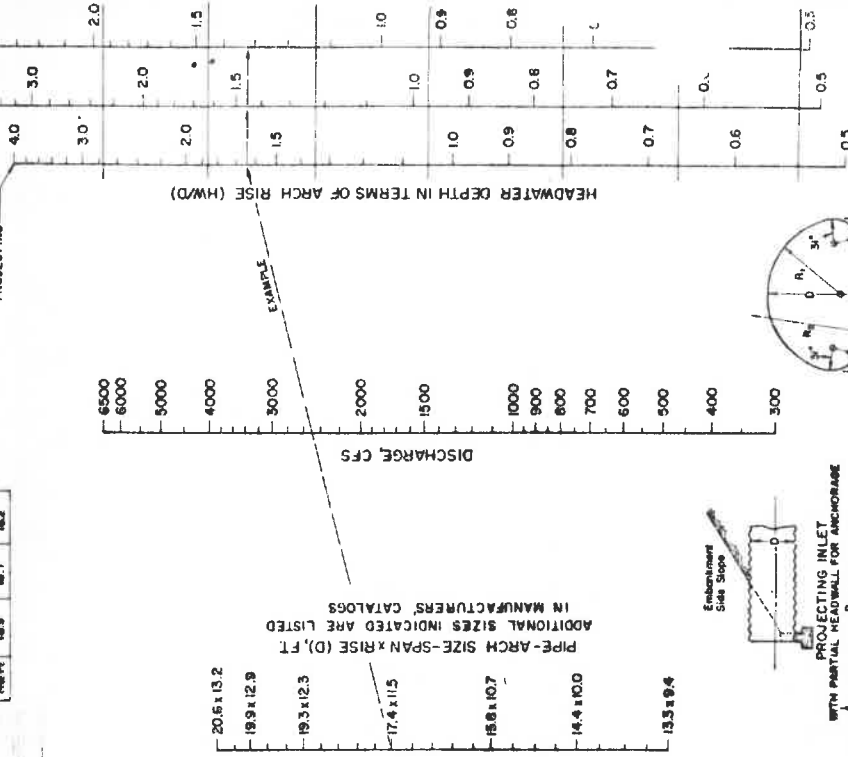 4.0
3.0
2.0
1.5
1.0
0.9
0.8
0.7
0.6
0.5
3.0
2.0
1.5
1.0
0.9
0.8
0.7
0.5
2.0
1.5
1.0
0.9
0.8
0.5
HEADWATER DEPTH IN TERMS OF ARCH RISE (HW/D)
EXAMPLE
6500
6000
5000
4000
3000
2000
1500
1000
900
800
700
600
500
400
300
DISCHARGE, CFS
PIPE-ARCH SIZE-SPAN x RISE (D), FT.
ADDITIONAL SIZES INDICATED ARE LISTED
IN MANUFACTURERS' CATALOGS
20.6 x 13.2
19.9 x 12.9
19.3 x 12.3
17.4 x 11.5
15.8 x 10.7
14.4 x 10.0
13.3 x 9.4
Embankment
Side Slope
D
PROJECTING INLET
WITH PARTIAL HEADWALL FOR ANCHORAGE
31"
R₁
D
31"